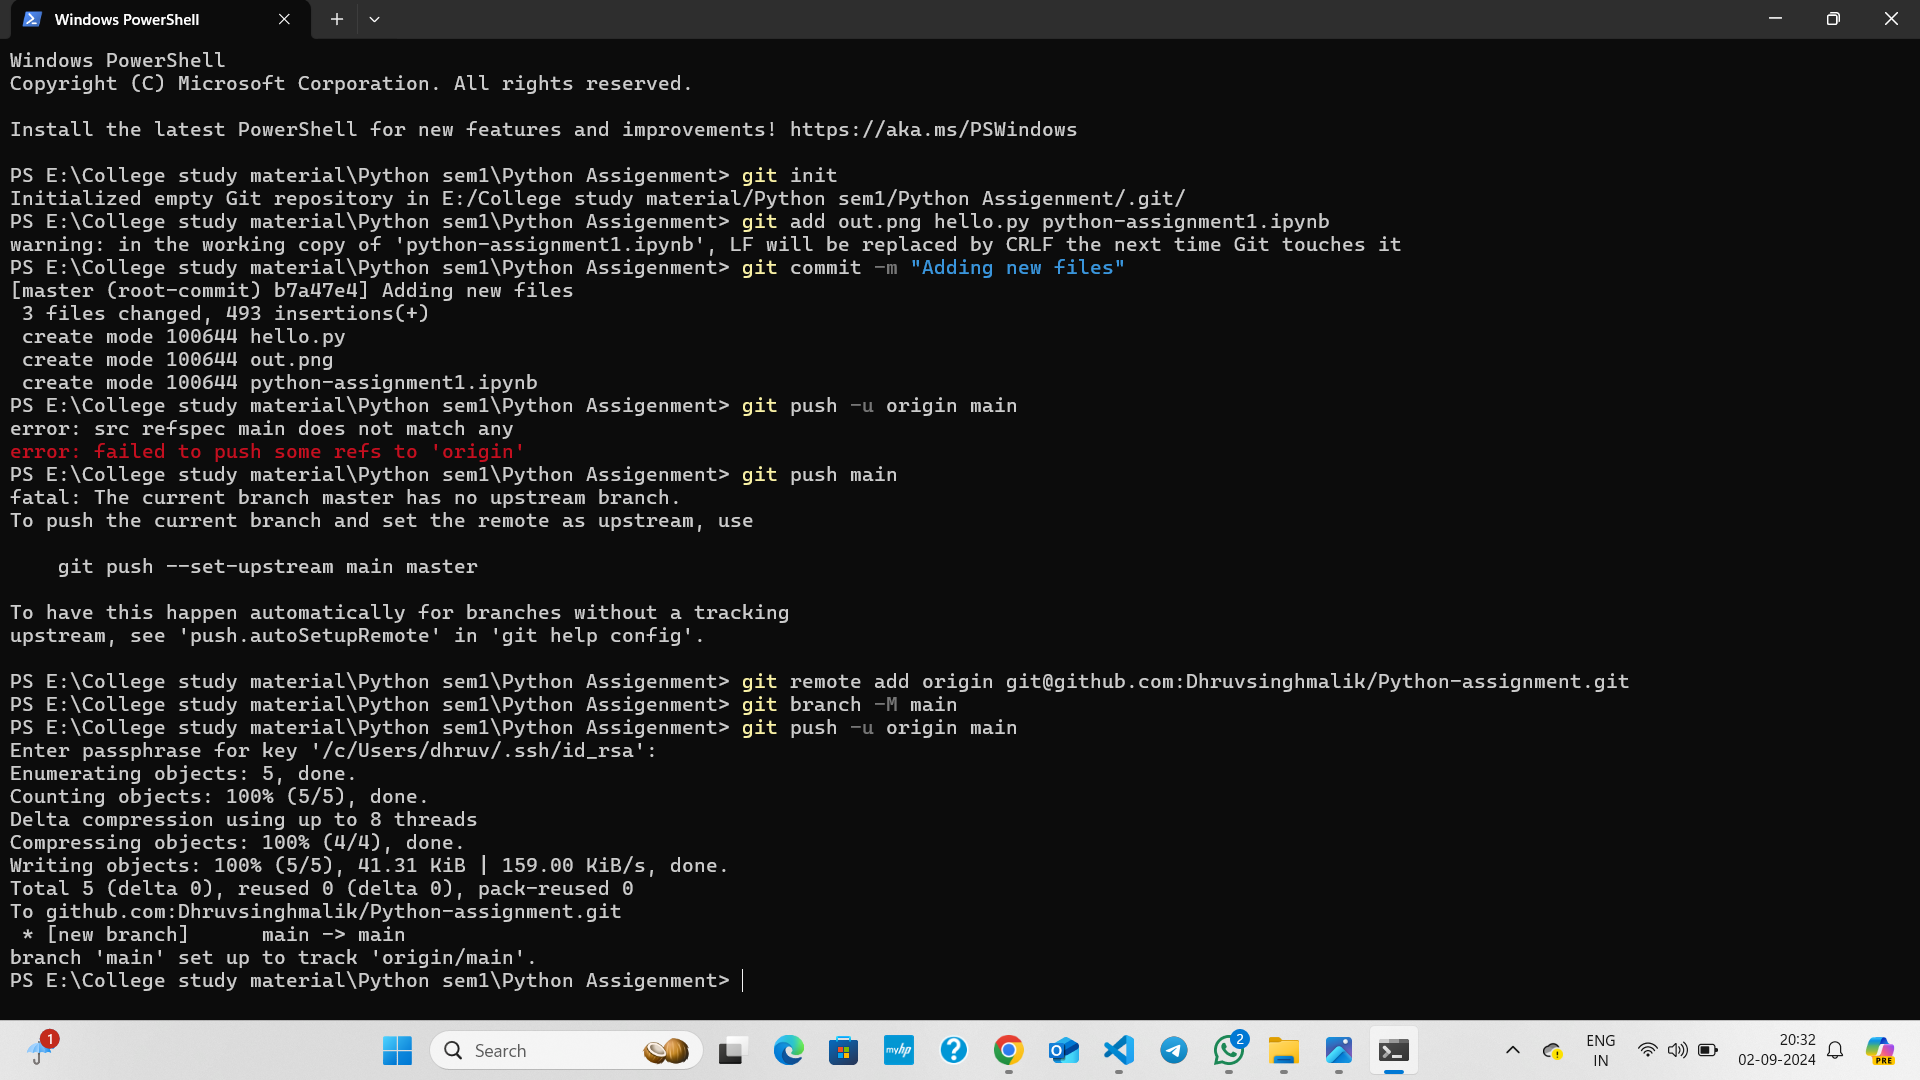 Windows PowerShell
Windows PowerShell
Copyright (C) Microsoft Corporation. All rights reserved.
Install the latest PowerShell for new features and improvements! https://aka.ms/PSWindows
PS E:\College study material\Python sem1\Python Assigenment> git init
Initialized empty Git repository in E:/College study material/Python sem1/Python Assigenment/.git/
PS E:\College study material\Python sem1\Python Assigenment> git add out.png hello.py python-assignment1.ipynb
warning: in the working copy of 'python-assignment1.ipynb', LF will be replaced by CRLF the next time Git touches it
PS E:\College study material\Python sem1\Python Assigenment> git commit -m "Adding new files"
[master (root-commit) b7a47e4] Adding new files
 3 files changed, 493 insertions(+)
 create mode 100644 hello.py
 create mode 100644 out.png
 create mode 100644 python-assignment1.ipynb
PS E:\College study material\Python sem1\Python Assigenment> git push -u origin main
error: src refspec main does not match any
error: failed to push some refs to 'origin'
PS E:\College study material\Python sem1\Python Assigenment> git push main
fatal: The current branch master has no upstream branch.
To push the current branch and set the remote as upstream, use
    git push --set-upstream main master
To have this happen automatically for branches without a tracking
upstream, see 'push.autoSetupRemote' in 'git help config'.
PS E:\College study material\Python sem1\Python Assigenment> git remote add origin git@github.com:Dhruvsinghmalik/Python-assignment.git
PS E:\College study material\Python sem1\Python Assigenment> git branch -M main
PS E:\College study material\Python sem1\Python Assigenment> git push -u origin main
Enter passphrase for key '/c/Users/dhruv/.ssh/id_rsa':
Enumerating objects: 5, done.
Counting objects: 100% (5/5), done.
Delta compression using up to 8 threads
Compressing objects: 100% (4/4), done.
Writing objects: 100% (5/5), 41.31 KiB | 159.00 KiB/s, done.
Total 5 (delta 0), reused 0 (delta 0), pack-reused 0
To github.com:Dhruvsinghmalik/Python-assignment.git
 * [new branch]      main -> main
branch 'main' set up to track 'origin/main'.
PS E:\College study material\Python sem1\Python Assigenment>
1
Search
myhp
2
ENG
IN
20:32
02-09-2024
PRE